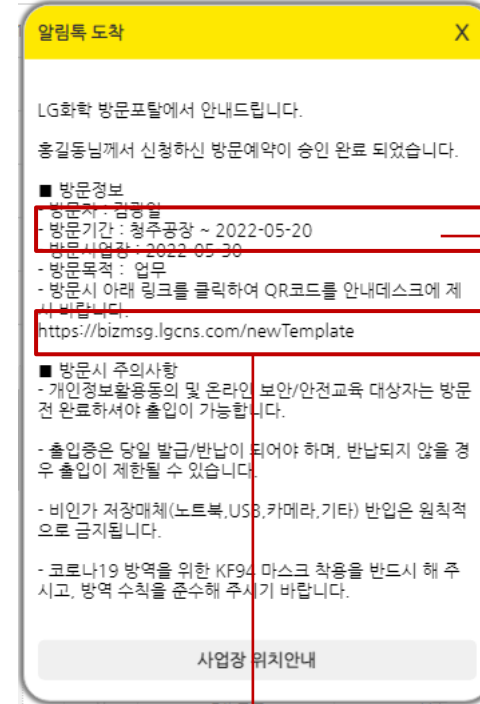 알림톡 도착 X
LG화학 방문포탈에서 안내드립니다.
홍길동님께서 신청하신 방문예약이 승인 완료 되었습니다.
■ 방문정보
- 방문자 : 김광일
- 방문기간 : 청주공장 ~ 2022-05-20
- 방문사업장 : 2022-05-30
- 방문목적 : 업무
- 방문시 아래 링크를 클릭하여 QR코드를 안내데스크에 제
시 바랍니다.
https://bizmsg.lgcns.com/newTemplate
■ 방문시 주의사항
- 개인정보활용동의 및 온라인 보안/안전교육 대상자는 방문
전 완료하셔야 출입이 가능합니다.
- 출입증은 당일 발급/반납이 되어야 하며, 반납되지 않을 경
우 출입이 제한될 수 있습니다.
- 비인가 저장매체(노트북,USB,카메라,기타) 반입은 원칙적
으로 금지됩니다.
- 코로나19 방역을 위한 KF94 마스크 착용을 반드시 해 주
시고, 방역 수칙을 준수해 주시기 바랍니다.
사업장 위치안내